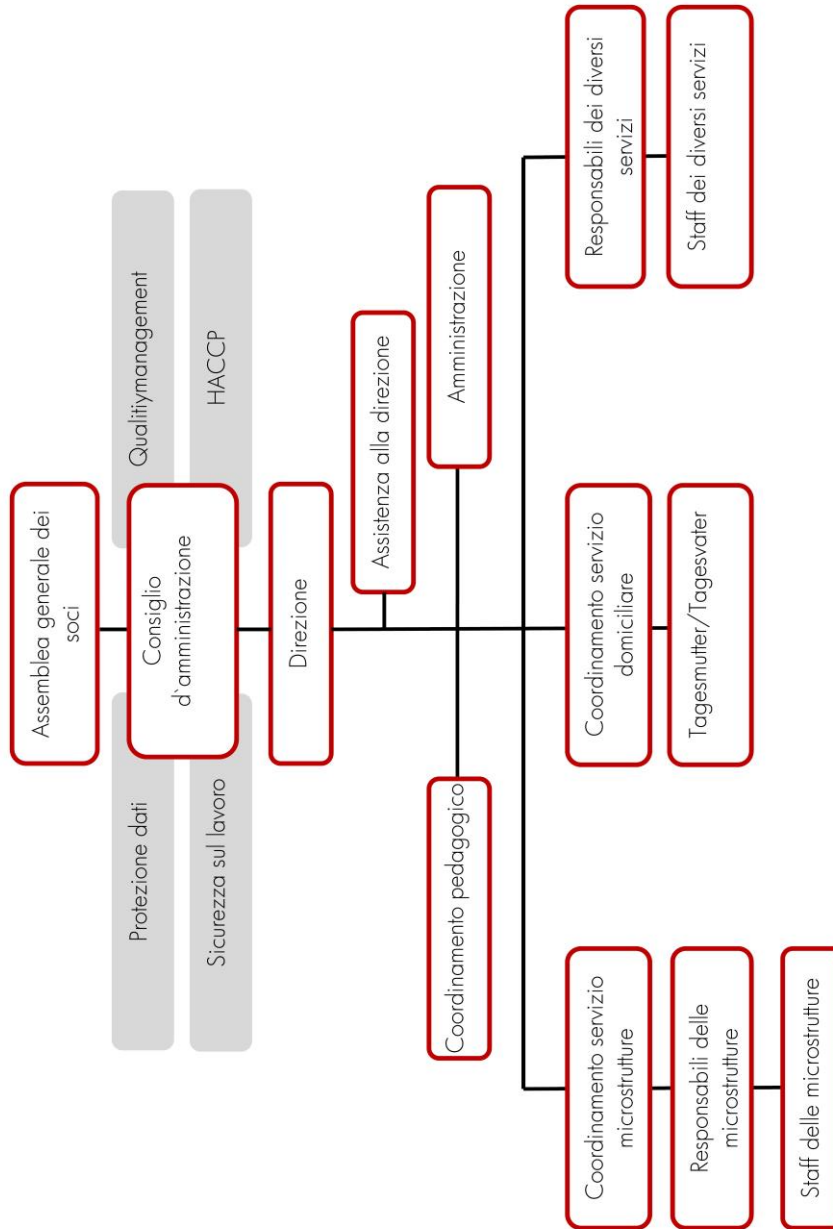 Assemblea generale dei
soci
Protezione dati
Qualitiymanagement
Consiglio
d`amministrazione
Sicurezza sul lavoro
HACCP
Direzione
Assistenza alla direzione
Coordinamento pedagogico
Amministrazione
Coordinamento servizio
microstrutture
Coordinamento servizio
domiciliare
Responsabili dei diversi
servizi
Responsabili delle
microstrutture
Tagesmutter/Tagesvater
Staff dei diversi servizi
Staff delle microstrutture